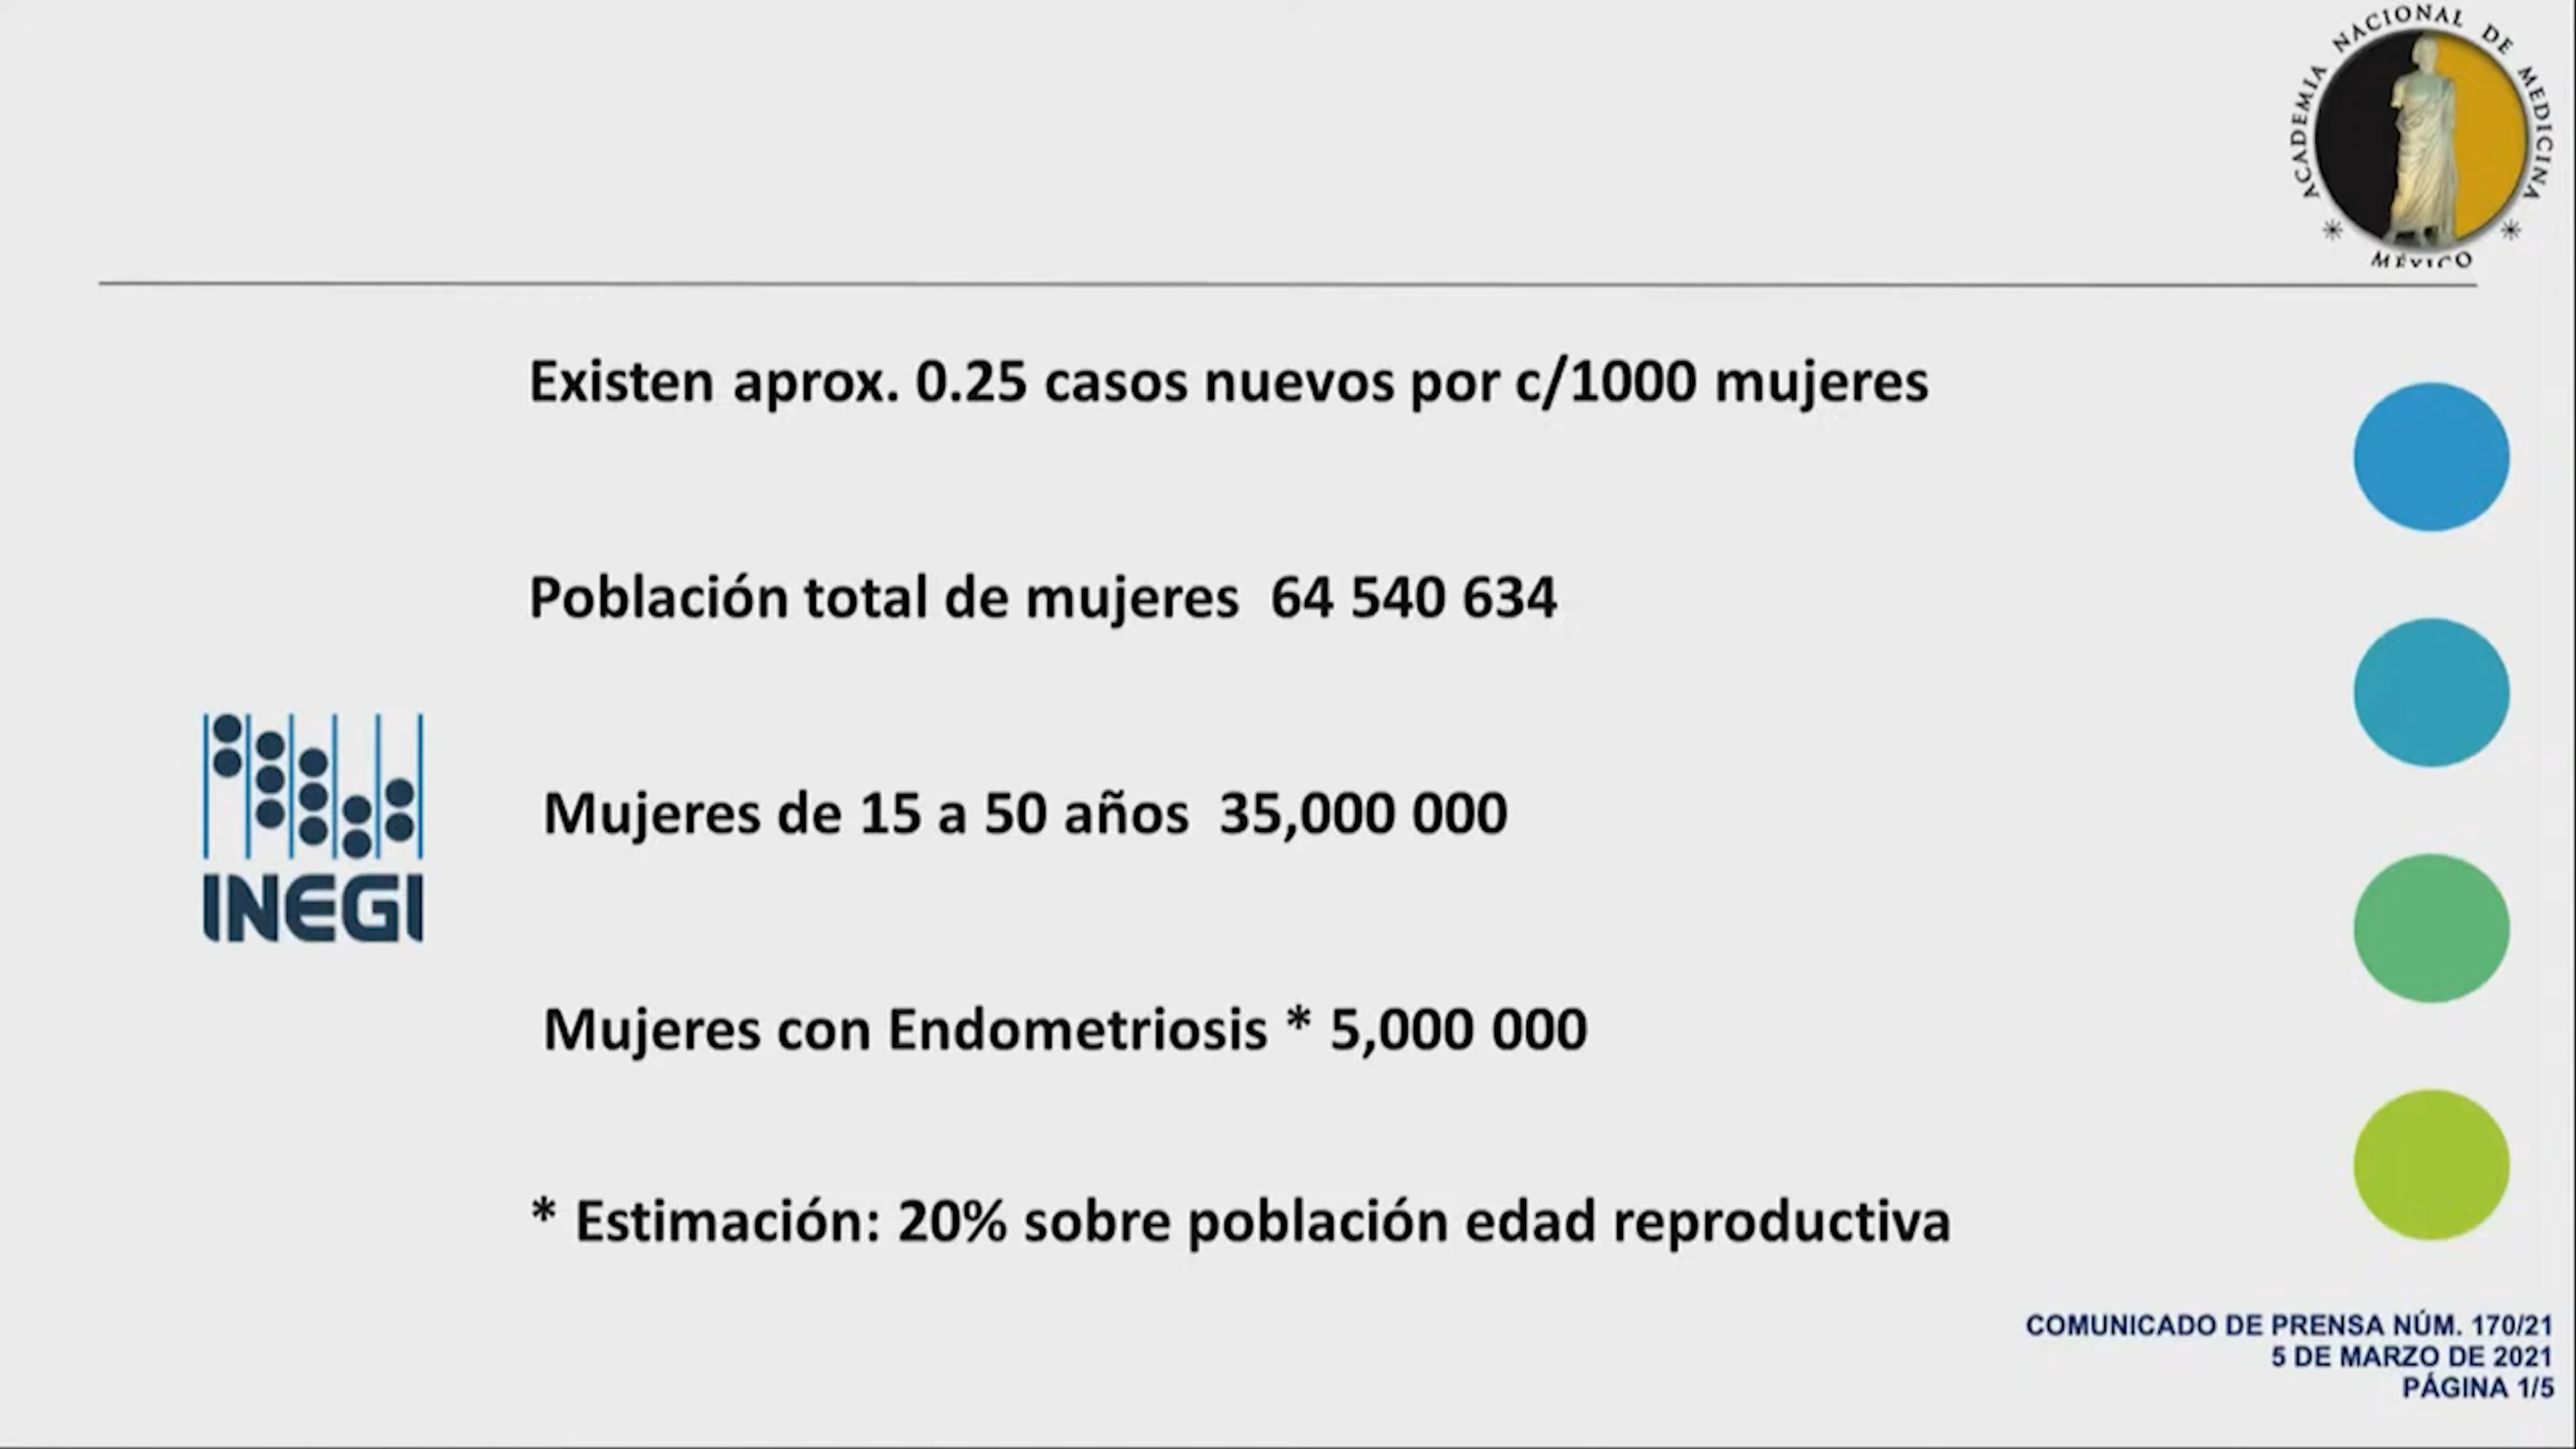 ACADEMIA NACIONAL DE MEDICINA
MÉXICO
Existen aprox. 0.25 casos nuevos por c/1000 mujeres
Población total de mujeres 64 540 634
Mujeres de 15 a 50 años 35,000 000
INEGI
Mujeres con Endometriosis * 5,000 000
* Estimación: 20% sobre población edad reproductiva
COMUNICADO DE PRENSA NÚM. 170/21
5 DE MARZO DE 2021
PÁGINA 1/5